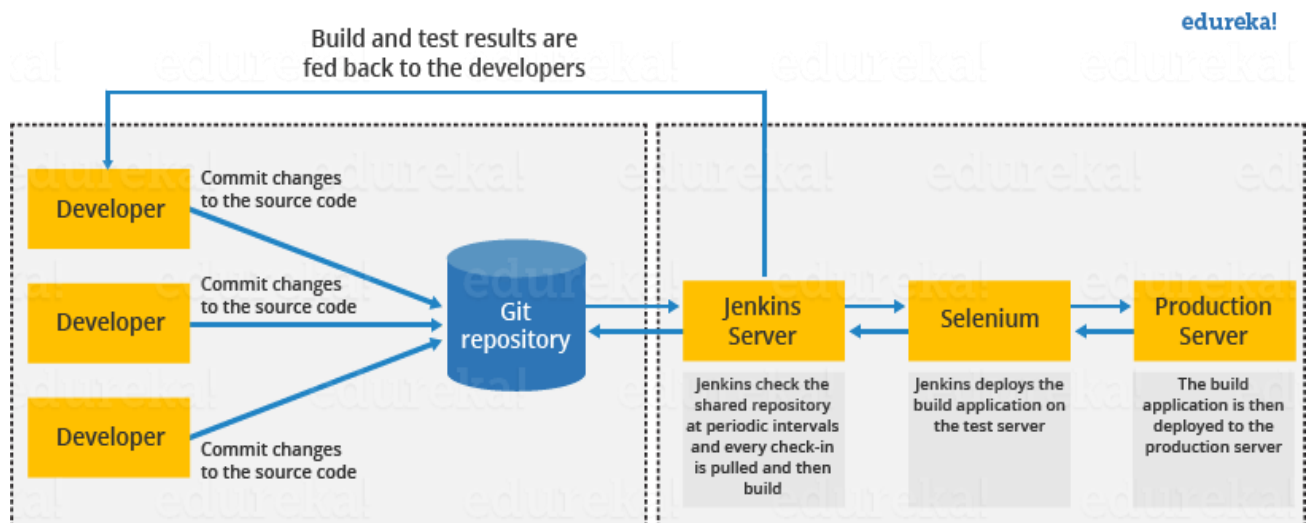 edureka!
Build and test results are
fed back to the developers
Developer
Commit changes
to the source code
Developer
Commit changes
to the source code
Developer
Commit changes
to the source code
Git
repository
Jenkins
Server
Jenkins check the
shared repository
at periodic intervals
and every check-in
is pulled and then
build
Selenium
Jenkins deploys the
build application on
the test server
Production
Server
The build
application is then
deployed to the
production server